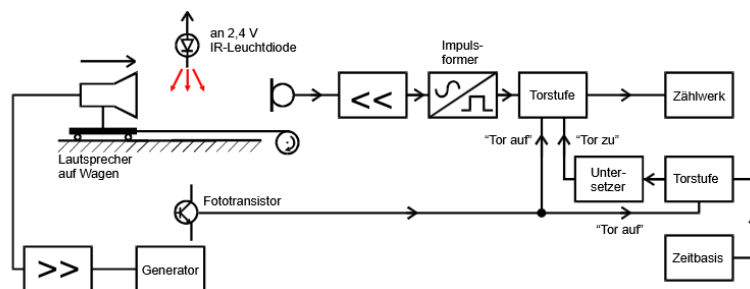 an 2,4 V
IR-Leuchtdiode
Impuls-
former
<<
Torstufe
Zählwerk
"Tor auf"
"Tor zu"
Lautsprecher
auf Wagen
Unter-
setzer
Torstufe
Fototransistor
"Tor auf"
>>
Generator
Zeitbasis